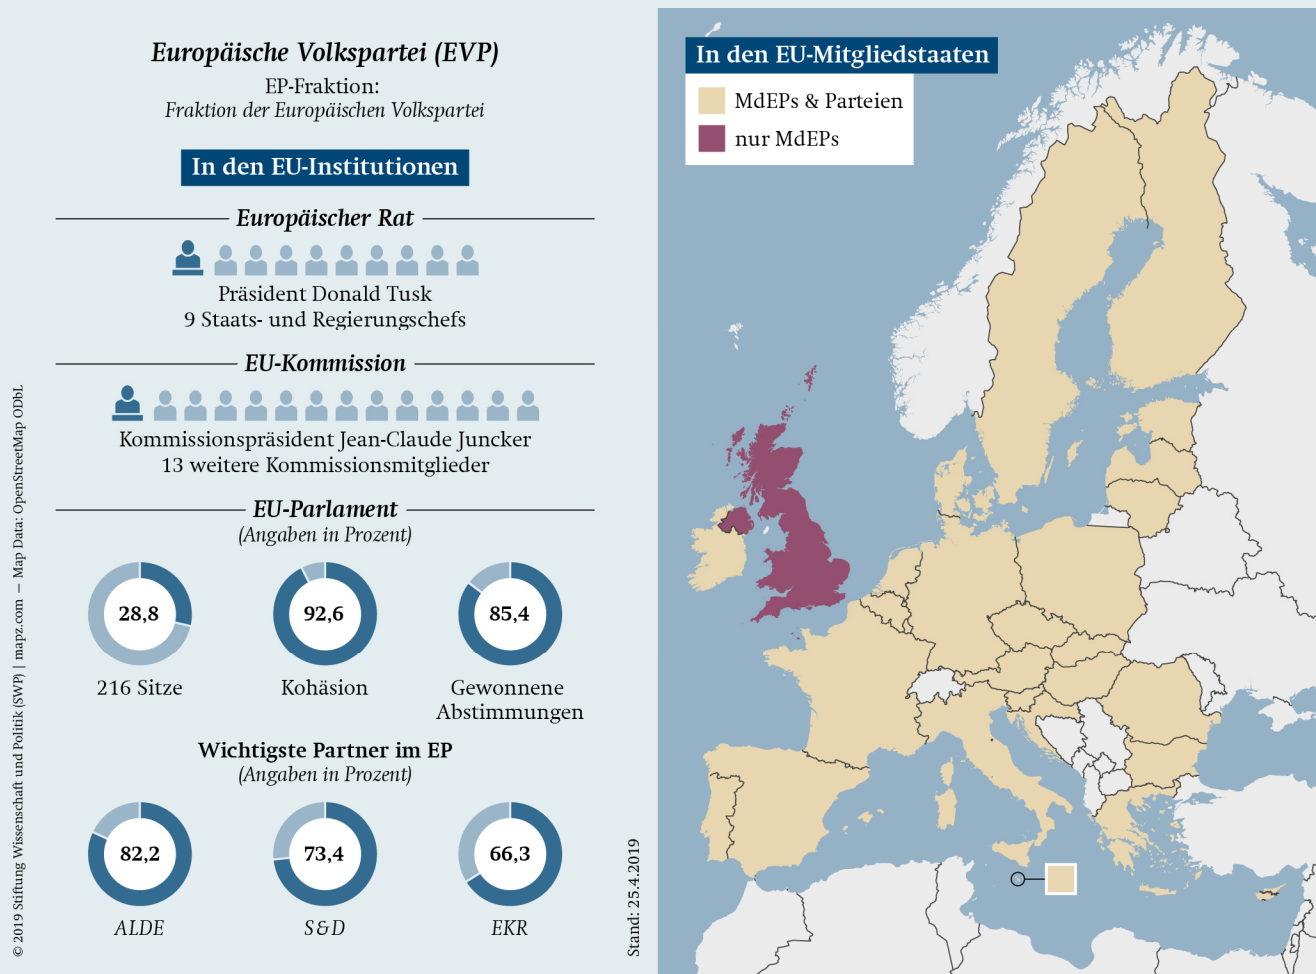 Europäische Volkspartei (EVP)
EP-Fraktion:
Fraktion der Europäischen Volkspartei
In den EU-Institutionen
Europäischer Rat
Präsident Donald Tusk
9 Staats- und Regierungschefs
EU-Kommission
Kommissionspräsident Jean-Claude Juncker
13 weitere Kommissionsmitglieder
EU-Parlament
(Angaben in Prozent)
28,8
92,6
85,4
216 Sitze
Kohäsion
Gewonnene
Abstimmungen
Wichtigste Partner im EP
(Angaben in Prozent)
82,2
73,4
66,3
ALDE
S&D
EKR
© 2019 Stiftung Wissenschaft und Politik (SWP) | mapz.com — Map Data: OpenStreetMap ODbL
Stand: 25.4.2019
In den EU-Mitgliedstaaten
MdEPs & Parteien
nur MdEPs